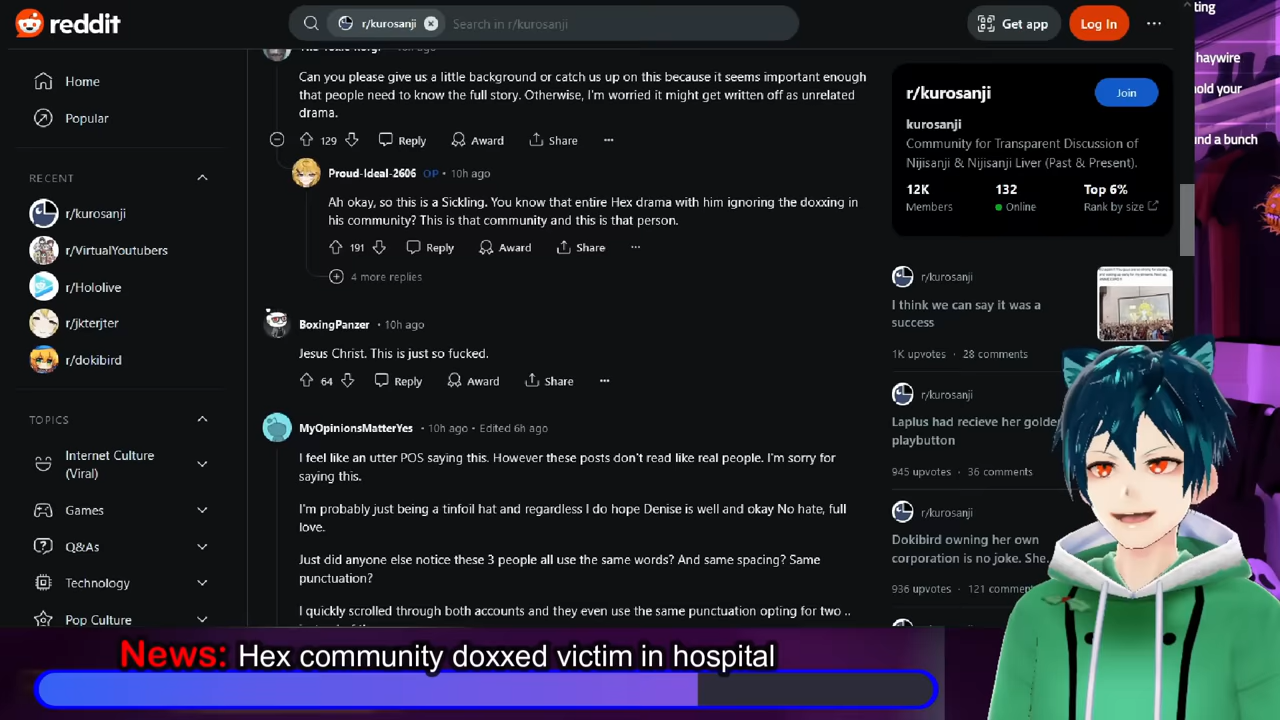 reddit
r/kurosanji
Search in r/kurosanji
Get app
Log In
ting
haywire
nold your
und a bunch
Home
Popular
RECENT
r/kurosanji
r/VirtualYoutubers
r/Hololive
r/jkterjter
r/dokibird
TOPICS
Internet Culture
(Viral)
Games
Q&As
Technology
Pop Culture
Can you please give us a little background or catch us up on this because it seems important enough
that people need to know the full story. Otherwise, I'm worried it might get written off as unrelated
drama.
129 Reply Award Share
Proud-Ideal-2606 OP • 10h ago
Ah okay, so this is a Sickling. You know that entire Hex drama with him ignoring the doxxing in
his community? This is that community and this is that person.
191 Reply Award Share
4 more replies
BoxingPanzer • 10h ago
Jesus Christ. This is just so fucked.
64 Reply Award Share
MyOpinionsMatterYes • 10h ago • Edited 6h ago
I feel like an utter POS saying this. However these posts don't read like real people. I'm sorry for
saying this.
I'm probably just being a tinfoil hat and regardless I do hope Denise is well and okay No hate, full
love.
Just did anyone else notice these 3 people all use the same words? And same spacing? Same
punctuation?
I quickly scrolled through both accounts and they even use the same punctuation opting for two ..
r/kurosanji
Join
kurosanji
Community for Transparent Discussion of
Nijisanji & Nijisanji Liver (Past & Present).
12K 132 Top 6%
Members Online Rank by size
r/kurosanji
I think we can say it was a
success
1K upvotes • 28 comments
r/kurosanji
Laplus had recieve her golde
playbutton
945 upvotes • 36 comments
r/kurosanji
Dokibird owning her own
corporation is no joke. She.
936 upvotes • 121 comment
News: Hex community doxxed victim in hospital